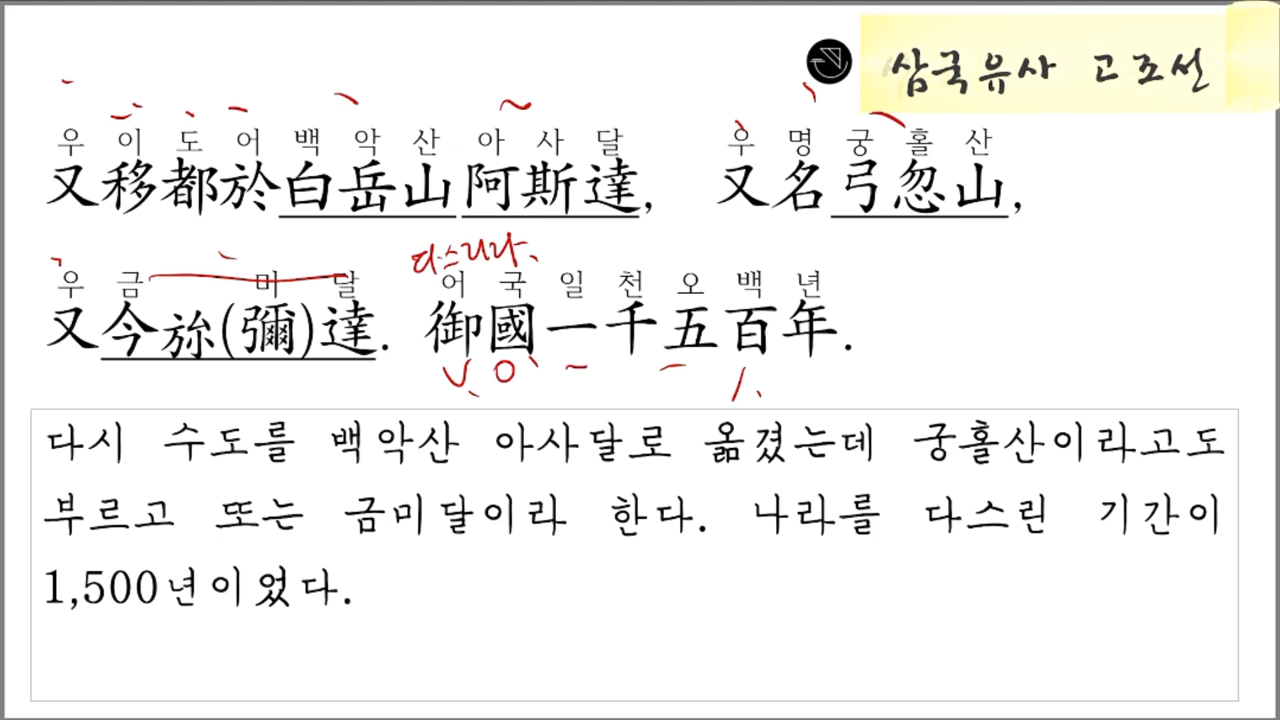 삼국유사 고조선
우 이 도 어 백 악 산 아 사 달 우 명 궁 홀 산
又移都於白岳山阿斯達, 又名弓忽山,
다스리다
우 금 미 달 어 국 일 천 오 백 년
又今旀(彌)達. 御國一千五百年.
다시 수도를 백악산 아사달로 옮겼는데 궁홀산이라고도
부르고 또는 금미달이라 한다. 나라를 다스린 기간이
1,500년이었다.